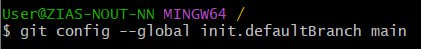 User@ZIAS-NOUT-NN MINGW64 /
$ git config --global init.defaultBranch main